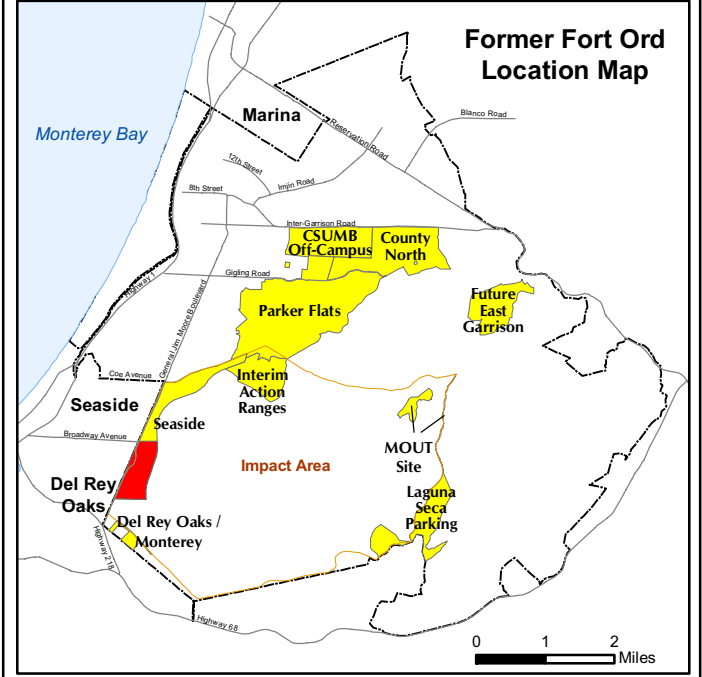 Former Fort Ord
Location Map
Monterey Bay
Marina
Blanco Road
Reservation Road
12th Street
Imjin Road
8th Street
Inter-Garrison Road
CSUMB
Off-Campus
County
North
Gigling Road
Highway 1
General Jim Moore Boulevard
Parker Flats
Future
East
Garrison
Coe Avenue
Interim
Action
Ranges
Seaside
Seaside
Broadway Avenue
MOUT
Site
Impact Area
Del Rey
Oaks
Laguna
Seca
Parking
Del Rey Oaks /
Monterey
Highway 218
Highway 68
0 1 2
Miles